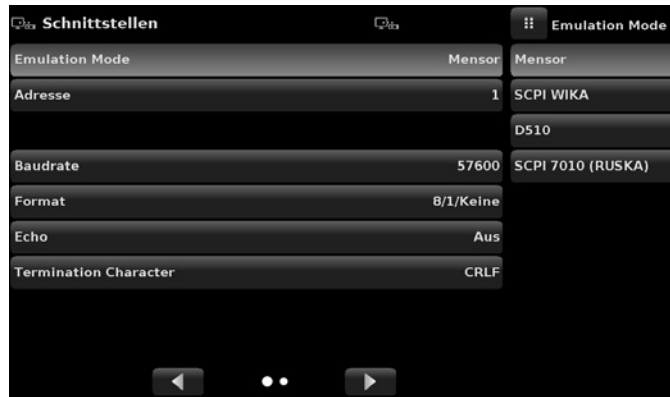 Schnittstellen
Emulation Mode Mensor
Adresse 1
Baudrate 57600
Format 8/1/Keine
Echo Aus
Termination Character CRLF
Emulation Mode
Mensor
SCPI WIKA
D510
SCPI 7010 (RUSKA)